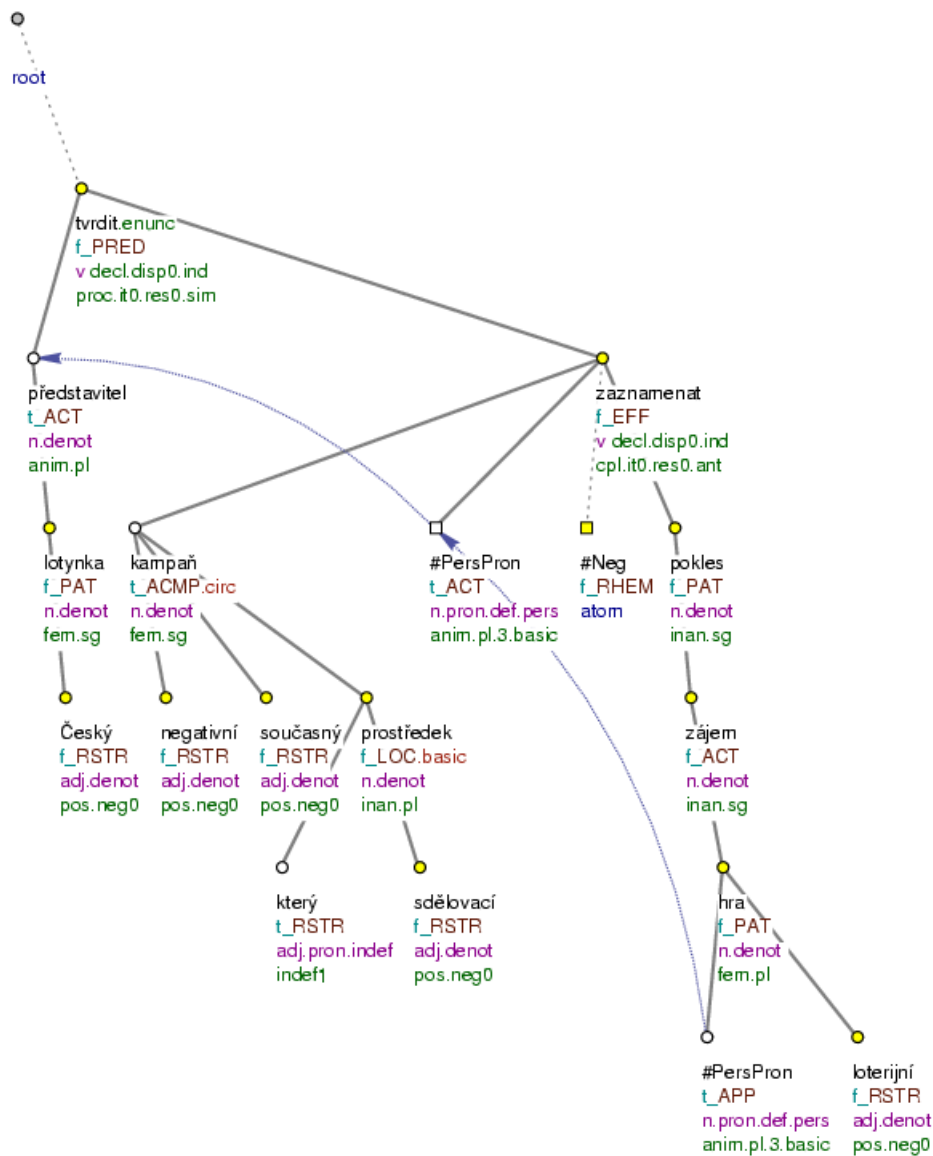 root
tvrdit.enunc
f_PRED
v decl.disp0.ind
proc.it0.res0.sim
představitel
t_ACT
n.denot
anim.pl
zaznamenat
f_EFF
v decl.disp0.ind
cpl.it0.res0.ant
lotynka
f_PAT
n.denot
fem.sg
kampaň
t_ACMP.circ
n.denot
fem.sg
#PersPron
t_ACT
n.pron.def.pers
anim.pl.3.basic
#Neg
f_RHEM
atom
pokles
f_PAT
n.denot
inan.sg
Český
f_RSTR
adj.denot
pos.neg0
negativní
f_RSTR
adj.denot
pos.neg0
současný
f_RSTR
adj.denot
pos.neg0
prostředek
f_LOC.basic
n.denot
inan.pl
zájem
f_ACT
n.denot
inan.sg
který
t_RSTR
adj.pron.indef
indef1
sdělovací
f_RSTR
adj.denot
pos.neg0
hra
f_PAT
n.denot
fem.pl
#PersPron
t_APP
n.pron.def.pers
anim.pl.3.basic
loterijní
f_RSTR
adj.denot
pos.neg0